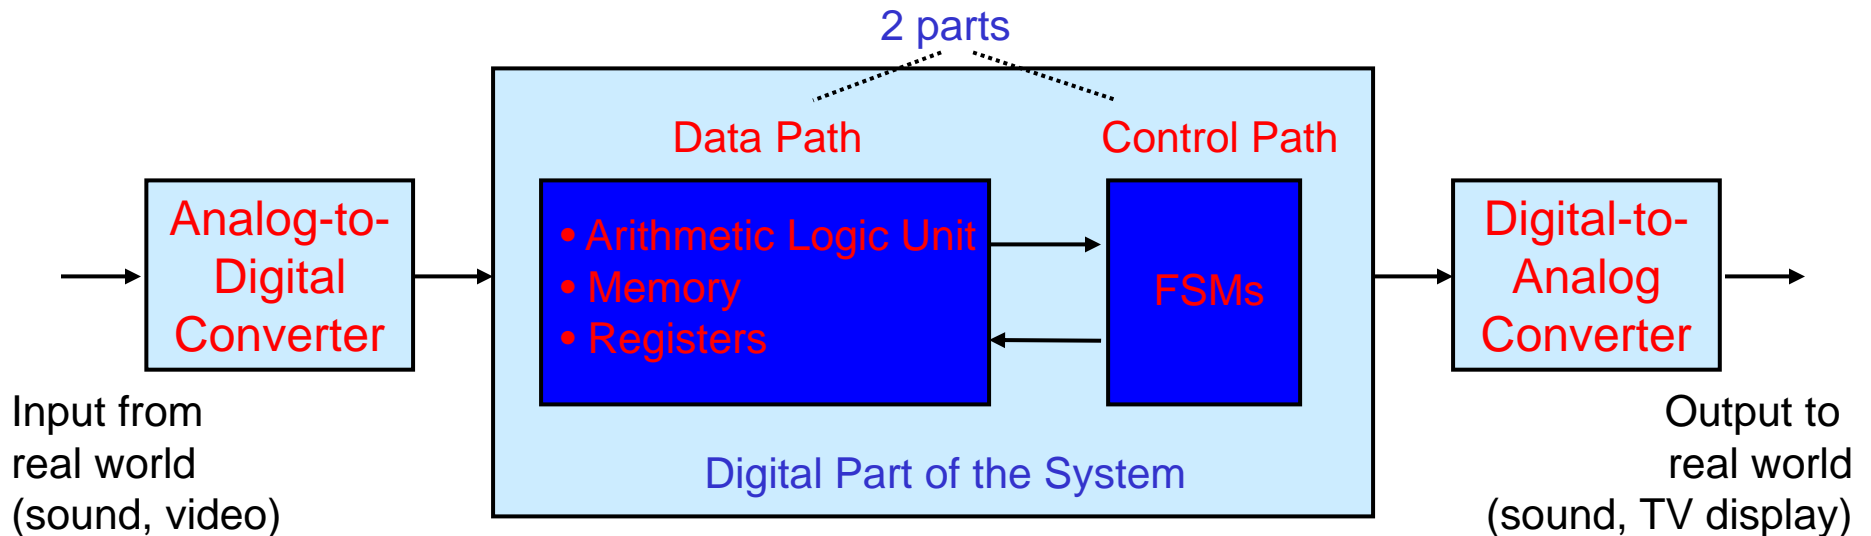 2 parts
Data Path
Control Path
Analog-to-
Digital
Converter
• Arithmetic Logic Unit
• Memory
• Registers
FSMs
Digital-to-
Analog
Converter
Input from
real world
(sound, video)
Digital Part of the System
Output to
real world
(sound, TV display)